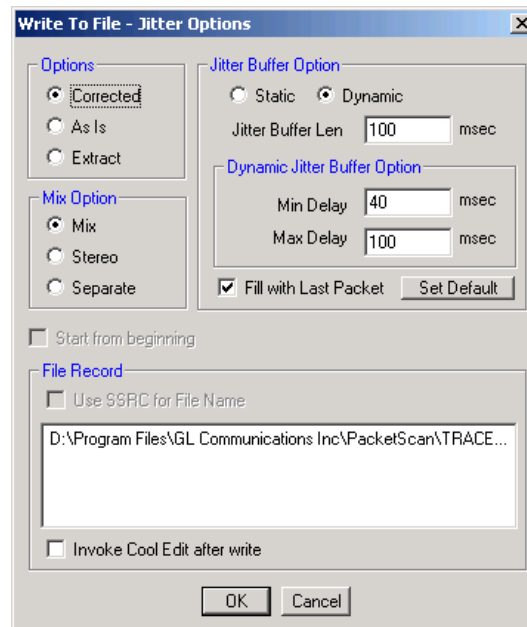 Write To File - Jitter Options
Options
Corrected
As Is
Extract
Mix Option
Mix
Stereo
Separate
Jitter Buffer Option
Static Dynamic
Jitter Buffer Len 100 msec
Dynamic Jitter Buffer Option
Min Delay 40 msec
Max Delay 100 msec
Fill with Last Packet Set Default
Start from beginning
File Record
Use SSRC for File Name
D:\Program Files\GL Communications Inc\PacketScan\TRACE...
Invoke Cool Edit after write
OK Cancel